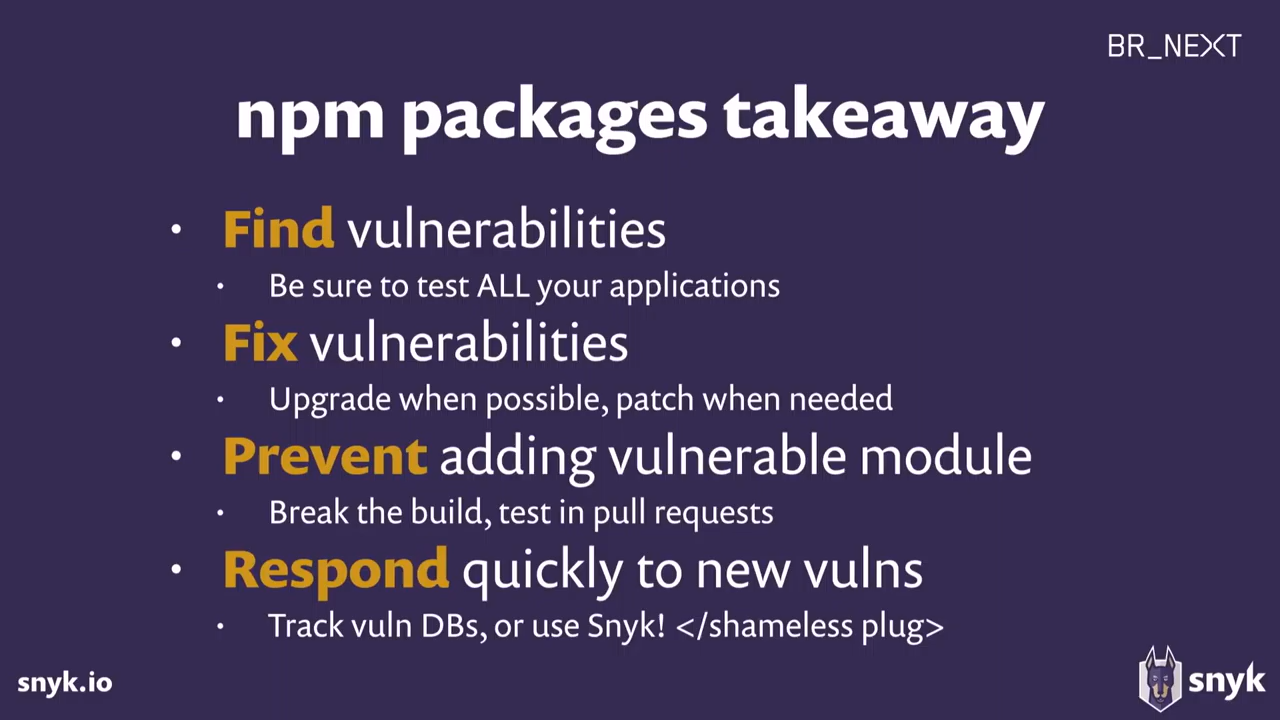 BR_NEXT
npm packages takeaway
• Find vulnerabilities
• Be sure to test ALL your applications
• Fix vulnerabilities
• Upgrade when possible, patch when needed
• Prevent adding vulnerable module
• Break the build, test in pull requests
• Respond quickly to new vulns
• Track vuln DBs, or use Snyk! </shameless plug>
snyk.io
snyk